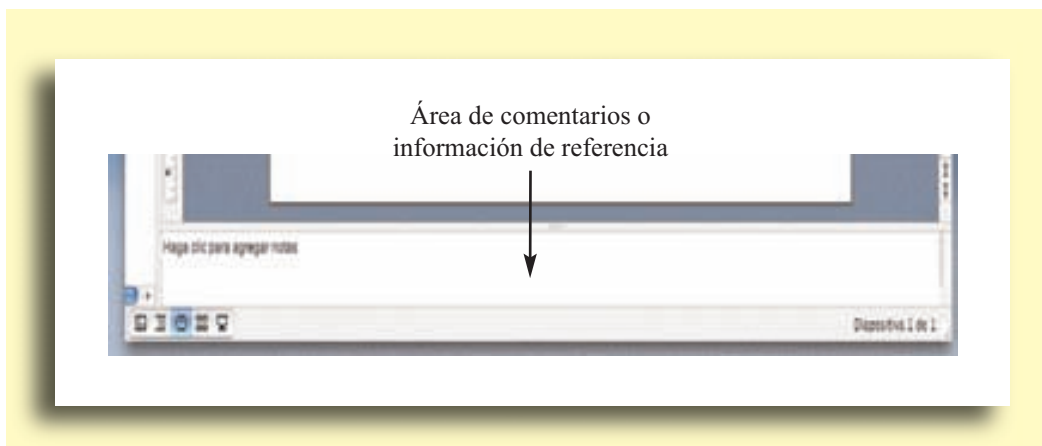 Área de comentarios o
información de referencia
Haga clic para agregar notas
Diapositiva 1 de 1